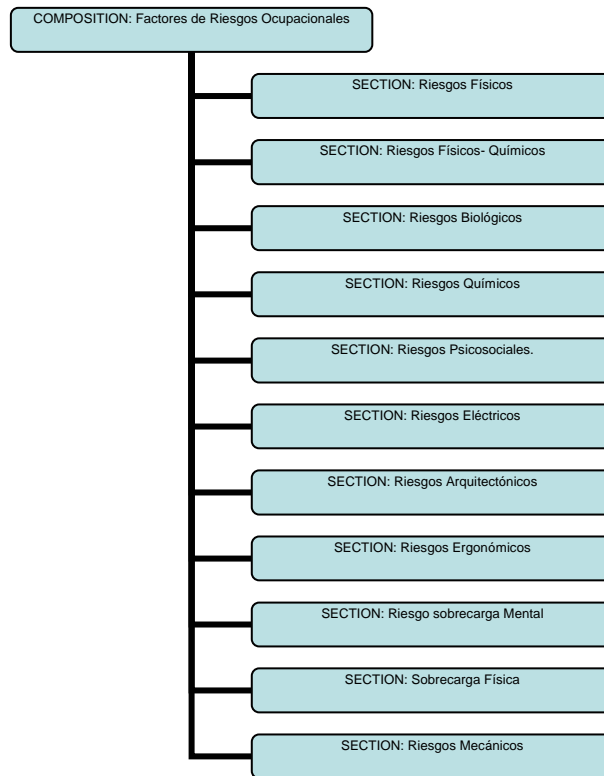 COMPOSITION: Factores de Riesgos Ocupacionales
SECTION: Riesgos Físicos
SECTION: Riesgos Físicos- Químicos
SECTION: Riesgos Biológicos
SECTION: Riesgos Químicos
SECTION: Riesgos Psicosociales.
SECTION: Riesgos Eléctricos
SECTION: Riesgos Arquitectónicos
SECTION: Riesgos Ergonómicos
SECTION: Riesgo sobrecarga Mental
SECTION: Sobrecarga Física
SECTION: Riesgos Mecánicos